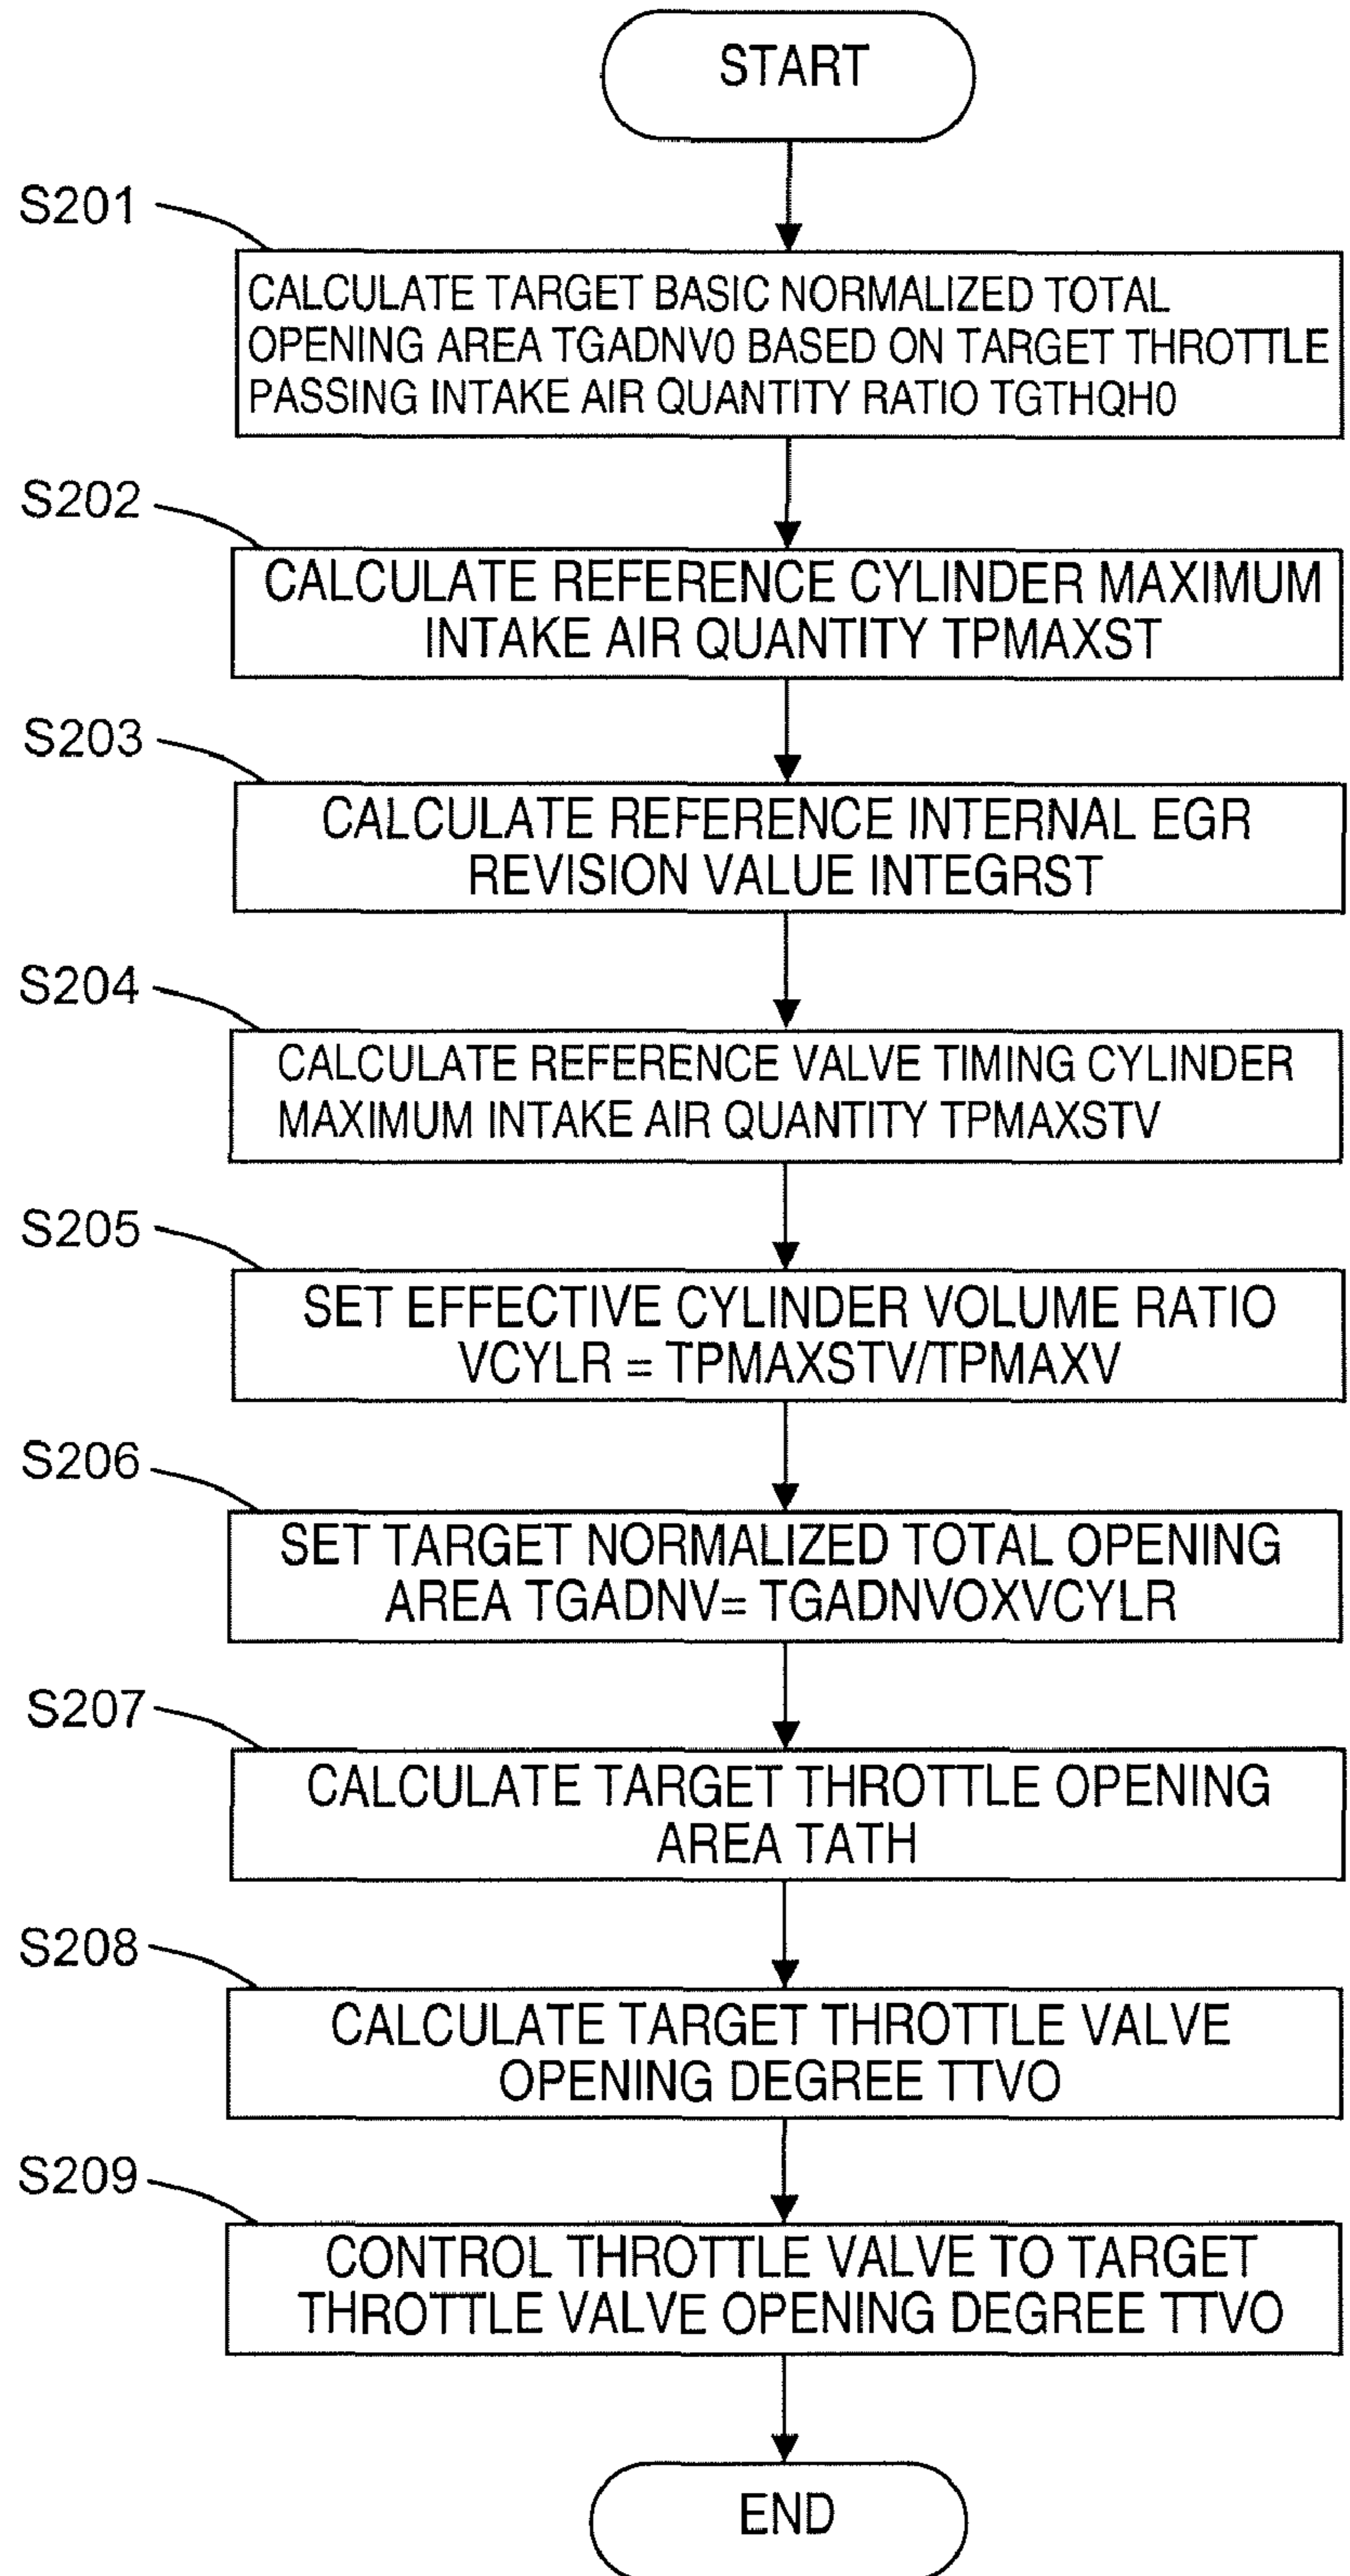 START
S201
CALCULATE TARGET BASIC NORMALIZED TOTAL
OPENING AREA TGADNV0 BASED ON TARGET THROTTLE
PASSING INTAKE AIR QUANTITY RATIO TGTHQH0
S202
CALCULATE REFERENCE CYLINDER MAXIMUM
INTAKE AIR QUANTITY TPMAXST
S203
CALCULATE REFERENCE INTERNAL EGR
REVISION VALUE INTEGRST
S204
CALCULATE REFERENCE VALVE TIMING CYLINDER
MAXIMUM INTAKE AIR QUANTITY TPMAXSTV
S205
SET EFFECTIVE CYLINDER VOLUME RATIO
VCYLR = TPMAXSTV/TPMAXV
S206
SET TARGET NORMALIZED TOTAL OPENING
AREA TGADNV= TGADNVOXVCYLR
S207
CALCULATE TARGET THROTTLE OPENING
AREA TATH
S208
CALCULATE TARGET THROTTLE VALVE
OPENING DEGREE TTVO
S209
CONTROL THROTTLE VALVE TO TARGET
THROTTLE VALVE OPENING DEGREE TTVO
END